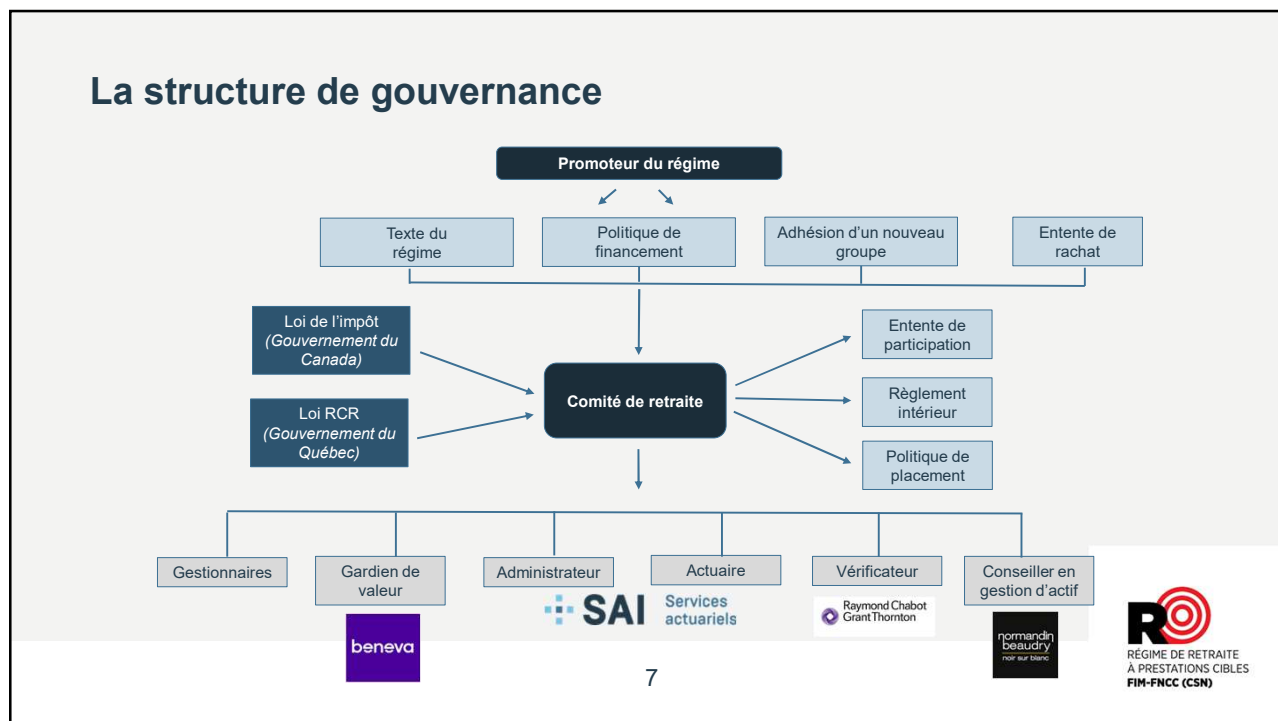 La structure de gouvernance
Promoteur du régime
Texte du
régime
Politique de
financement
Adhésion d'un nouveau
groupe
Entente de
rachat
Loi de l'impôt
(Gouvernement du
Canada)
Loi RCR
(Gouvernement du
Québec)
Comité de retraite
Entente de
participation
Règlement
intérieur
Politique de
placement
Gestionnaires
Gardien de
valeur
Administrateur
Actuaire
Vérificateur
Conseiller en
gestion d'actif
beneva
SAI
Services
actuariels
Raymond Chabot
Grant Thornton
normandin
beaudry
noir sur blanc
RÉGIME DE RETRAITE
À PRESTATIONS CIBLES
FIM-FNCC (CSN)
7